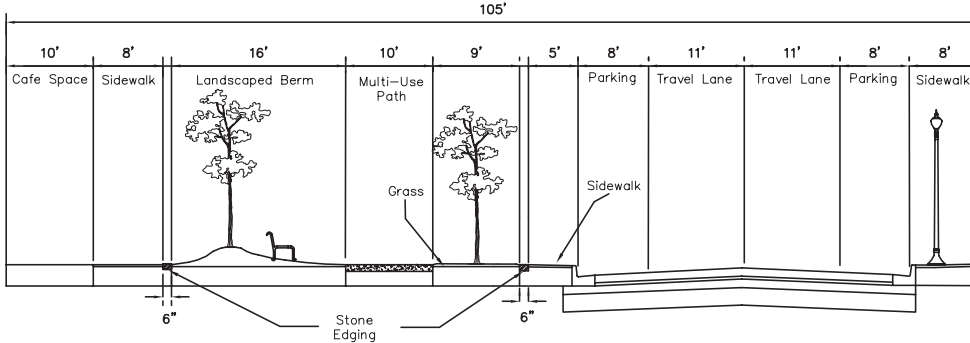 105'
10' 8' 16' 10' 9' 5' 8' 11' 11' 8' 8'
Cafe Space Sidewalk Landscaped Berm Multi-Use Path Parking Travel Lane Travel Lane Parking Sidewalk
Grass
Sidewalk
6" 6"
Stone
Edging